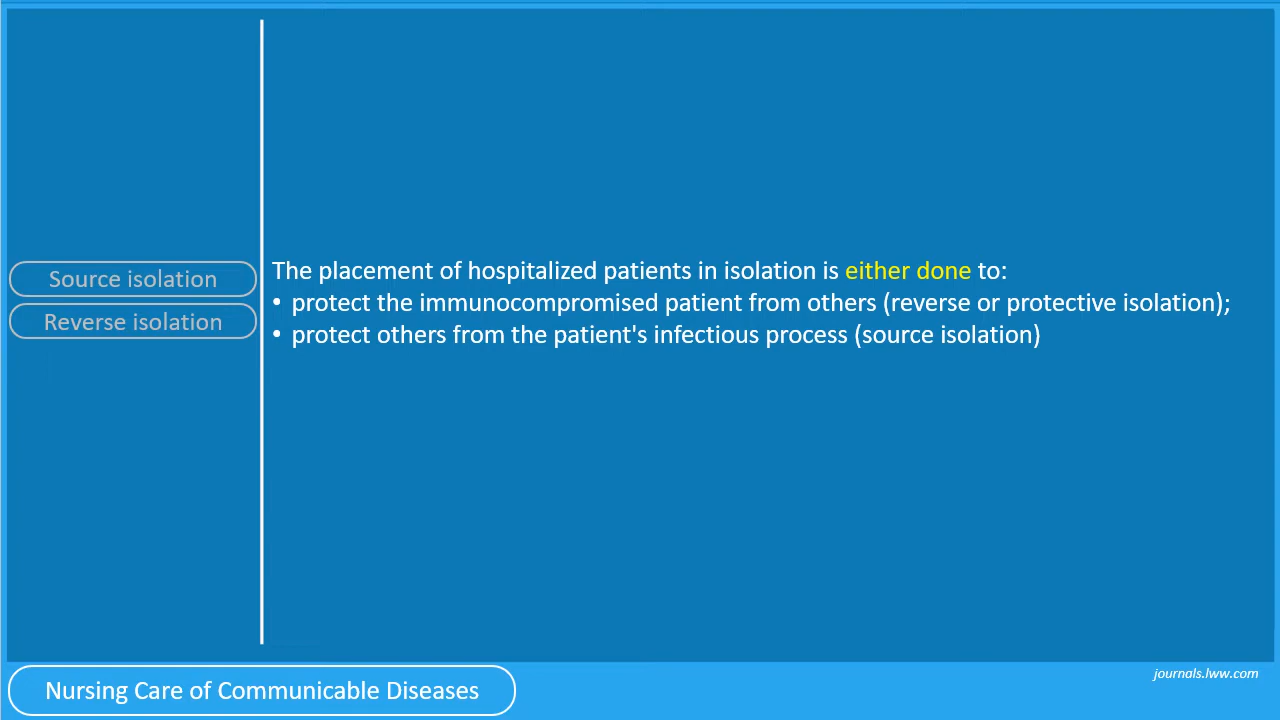 Source isolation
Reverse isolation
The placement of hospitalized patients in isolation is either done to:
• protect the immunocompromised patient from others (reverse or protective isolation);
• protect others from the patient's infectious process (source isolation)
Nursing Care of Communicable Diseases
journals.lww.com